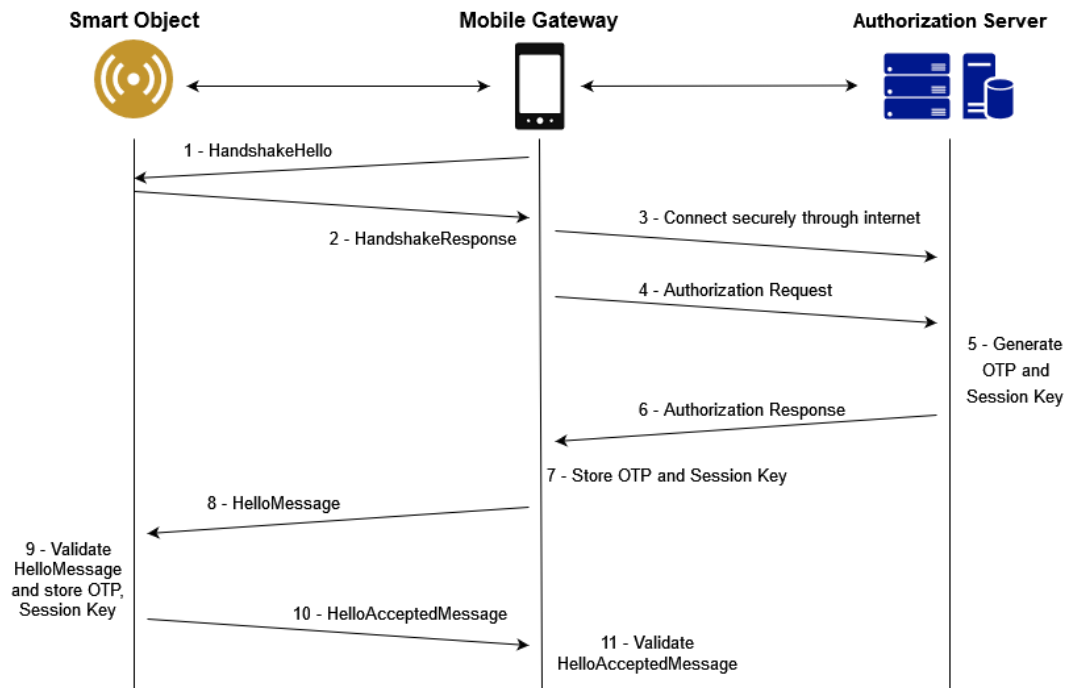 Smart Object
Mobile Gateway
Authorization Server
1 - HandshakeHello
2 - HandshakeResponse
3 - Connect securely through internet
4 - Authorization Request
5 - Generate
OTP and
Session Key
6 - Authorization Response
7 - Store OTP and Session Key
8 - HelloMessage
9 - Validate
HelloMessage
and store OTP,
Session Key
10 - HelloAcceptedMessage
11 - Validate
HelloAcceptedMessage